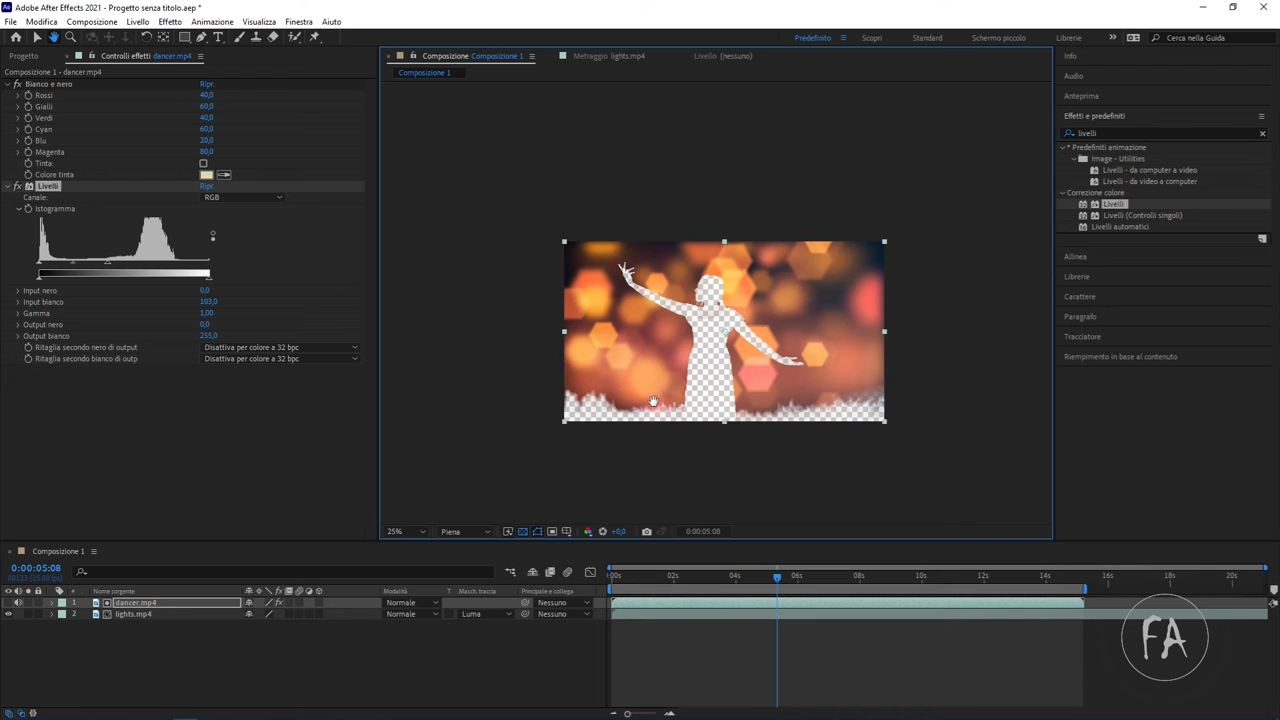 Adobe After Effects 2021 - Progetto senza titolo.aep *
File Modifica Composizione Livello Effetto Animazione Visualizza Finestra Aiuto
Predefinito Scopri Standard Schermo piccolo Librerie Cerca nella Guida
Progetto Controlli effetti dancer.mp4
Composizione 1 - dancer.mp4
Bianco e nero Ripr.
Rossi 40,0
Gialli 60,0
Verdi 40,0
Cyan 60,0
Blu 20,0
Magenta 80,0
Tinta:
Colore tinta
Livelli Ripr.
Canale: RGB
Istogramma
Input nero 0,0
Input bianco 103,0
Gamma 1,00
Output nero 0,0
Output bianco 255,0
Ritaglia secondo nero di output Disattiva per colore a 32 bpc
Ritaglia secondo bianco di outp Disattiva per colore a 32 bpc
Composizione Composizione 1 Metraggio lights.mp4 Livello (nessuno)
Composizione 1
25% Piena +0,0 0:00:05:08
Info
Audio
Anteprima
Effetti e predefiniti
livelli
* Predefiniti animazione
Image - Utilities
Livelli - da computer a video
Livelli - da video a computer
Correzione colore
Livelli
Livelli (Controlli singoli)
Livelli automatici
Allinea
Librerie
Carattere
Paragrafo
Tracciatore
Riempimento in base al contenuto
Composizione 1
0:00:05:08
00133 (25.00 fps)
:00s 02s 04s 06s 08s 10s 12s 14s 16s 18s 20s
# Nome sorgente Modalità T Masch. traccia Principale e collega
1 dancer.mp4 Normale Nessuno
2 lights.mp4 Normale Luma Nessuno
FA